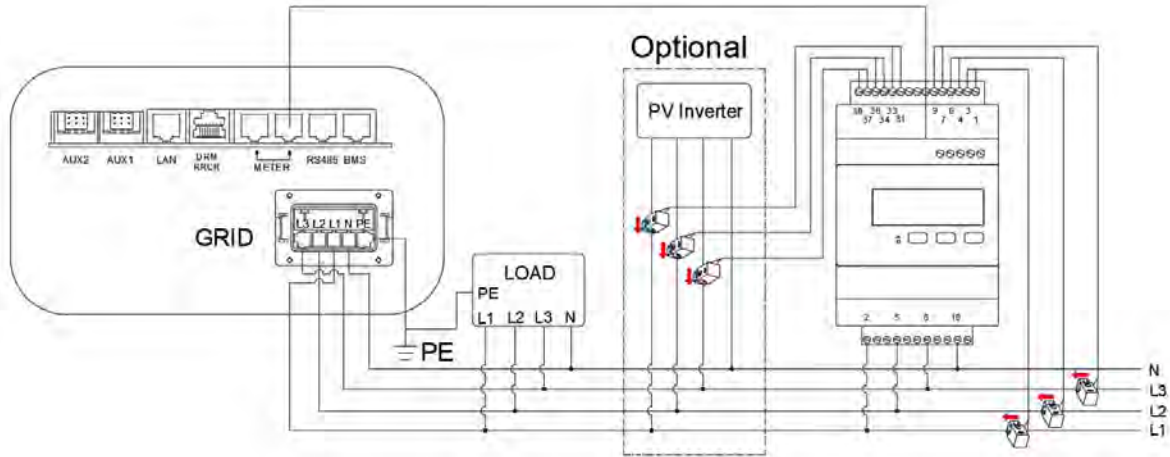 Optional
PV Inverter
AUX2 AUX1 LAN DRM METER RS485 BMS
RRCR
GRID
L3 L2 L1 N PE
LOAD
PE
L1 L2 L3 N
PE
36 33 9 6 3
37 34 31 7 4 1
2 5 8 10
N
L3
L2
L1